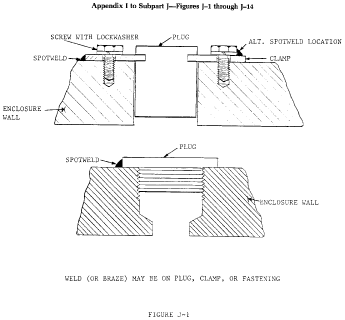 Appendix I to Subpart J—Figures J-1 through J-14
SCREW WITH LOCKWASHER
PLUG
ALT. SPOTWELD LOCATION
SPOTWELD
CLAMP
ENCLOSURE
WALL
PLUG
SPOTWELD
ENCLOSURE WALL
WELD (OR BRAZE) MAY BE ON PLUG, CLAMP, OR FASTENING
FIGURE J-1